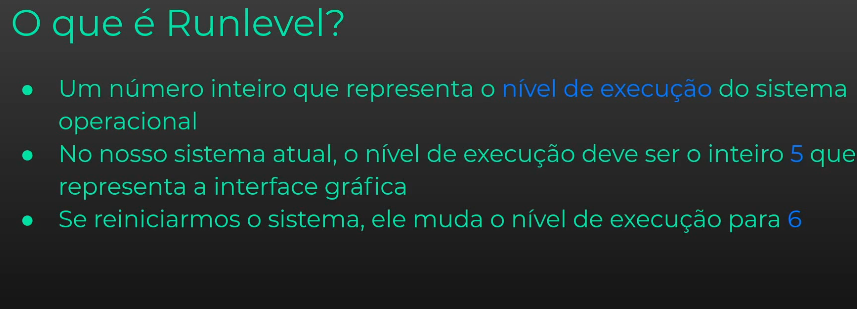 O que é Runlevel?
● Um número inteiro que representa o nível de execução do sistema
operacional
● No nosso sistema atual, o nível de execução deve ser o inteiro 5 que
representa a interface gráfica
● Se reiniciarmos o sistema, ele muda o nível de execução para 6